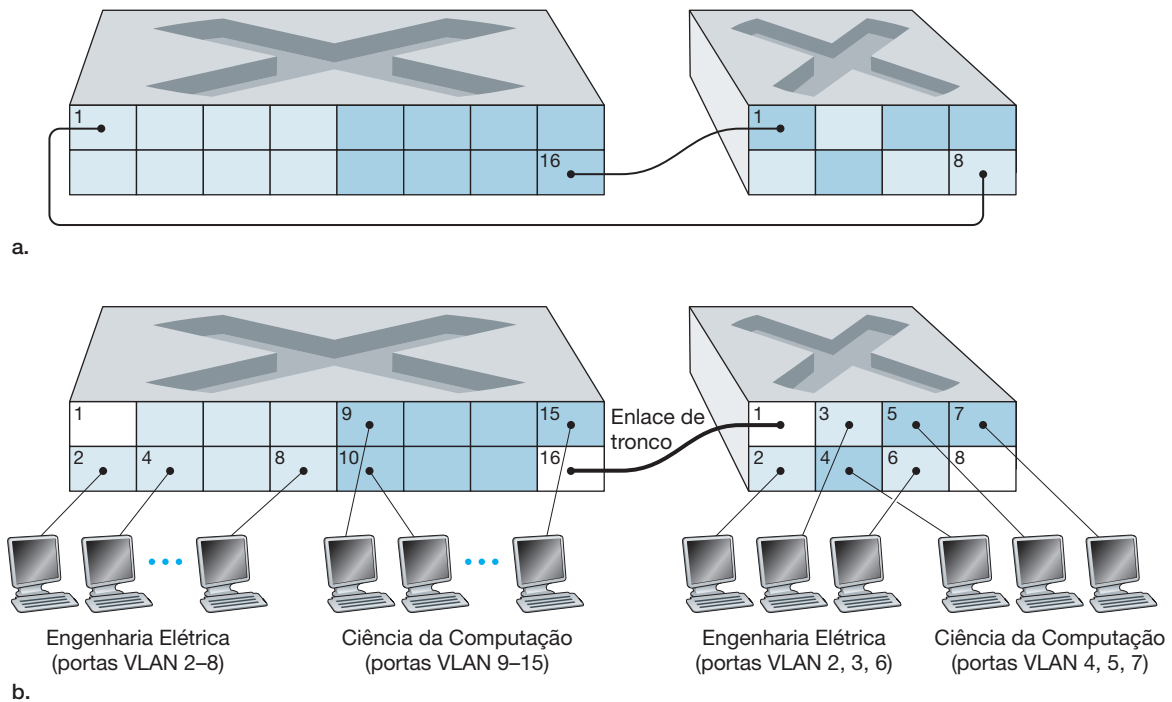 1
16
1
8
a.
1
9
15
2
4
8
10
16
Enlace de
tronco
1
3
5
7
2
4
6
8
Engenharia Elétrica
(portas VLAN 2–8)
Ciência da Computação
(portas VLAN 9–15)
Engenharia Elétrica
(portas VLAN 2, 3, 6)
Ciência da Computação
(portas VLAN 4, 5, 7)
b.